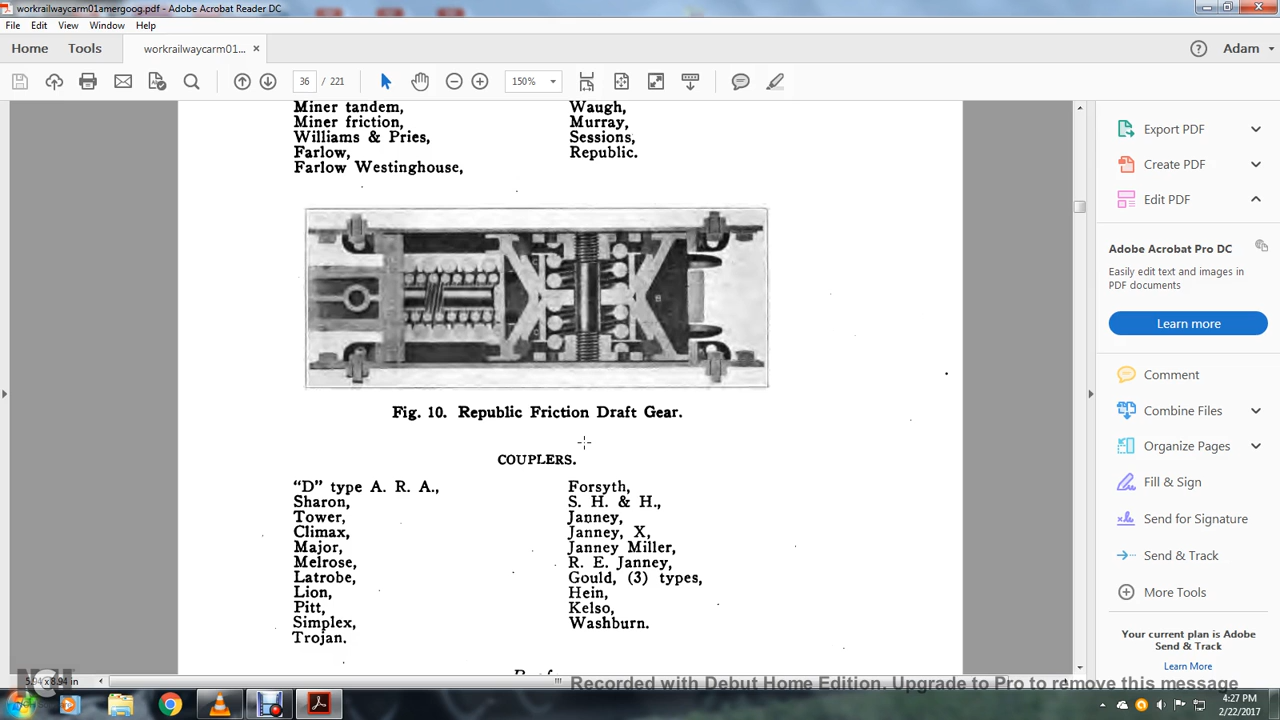 workrailwaycarm01amergoog.pdf - Adobe Acrobat Reader DC
File Edit View Window Help
Home Tools workrailwaycarm01... × Adam
36 / 221 150%
Miner tandem,
Miner friction,
Williams & Pries,
Farlow,
Farlow Westinghouse,
Waugh,
Murray,
Sessions,
Republic.
Fig. 10. Republic Friction Draft Gear.
COUPLERS.
"D" type A. R. A.,
Sharon,
Tower,
Climax,
Major,
Melrose,
Latrobe,
Lion,
Pitt,
Simplex,
Trojan.
Forsyth,
S. H. & H.,
Janney,
Janney, X,
Janney Miller,
R. E. Janney,
Gould, (3) types,
Hein,
Kelso,
Washburn.
Export PDF
Create PDF
Edit PDF
Adobe Acrobat Pro DC
Easily edit text and images in
PDF documents
Learn more
Comment
Combine Files
Organize Pages
Fill & Sign
Send for Signature
Send & Track
More Tools
Your current plan is Adobe
Send & Track
Learn More
5.94 x 8.94 in
Recorded with Debut Home Edition. Upgrade to Pro to remove this message
4:27 PM
2/22/2017